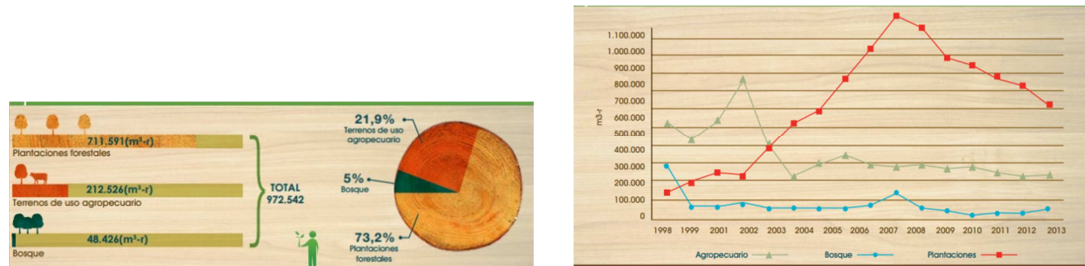 711.591(m³-r)
Plantaciones forestales
212.526(m³-r)
Terrenos de uso agropecuario
48.426(m³-r)
Bosque
TOTAL
972.542
21,9%
Terrenos de uso
agropecuario
5%
Bosque
73,2%
Plantaciones
forestales
m3-r
1.100.000
1.000.000
900.000
800.000
700.000
600.000
500.000
400.000
300.000
200.000
100.000
0
1998 1999 2001 2002 2003 2004 2005 2006 2007 2008 2009 2010 2011 2012 2013
Agropecuario Bosque Plantaciones